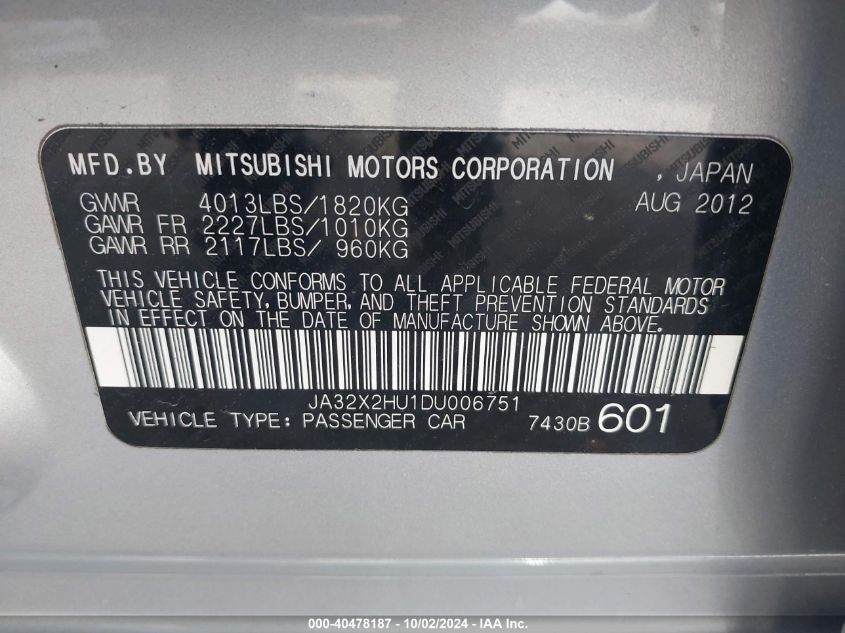 MFD.BY MITSUBISHI MOTORS CORPORATION , JAPAN
GVWR 4013LBS/1820KG AUG 2012
GAWR FR 2227LBS/1010KG
GAWR RR 2117LBS/ 960KG
THIS VEHICLE CONFORMS TO ALL APPLICABLE FEDERAL MOTOR
VEHICLE SAFETY, BUMPER, AND THEFT PREVENTION STANDARDS
IN EFFECT ON THE DATE OF MANUFACTURE SHOWN ABOVE.
JA32X2HU1DU006751
VEHICLE TYPE: PASSENGER CAR 7430B 601
000-40478187 - 10/02/2024 - IAA Inc.